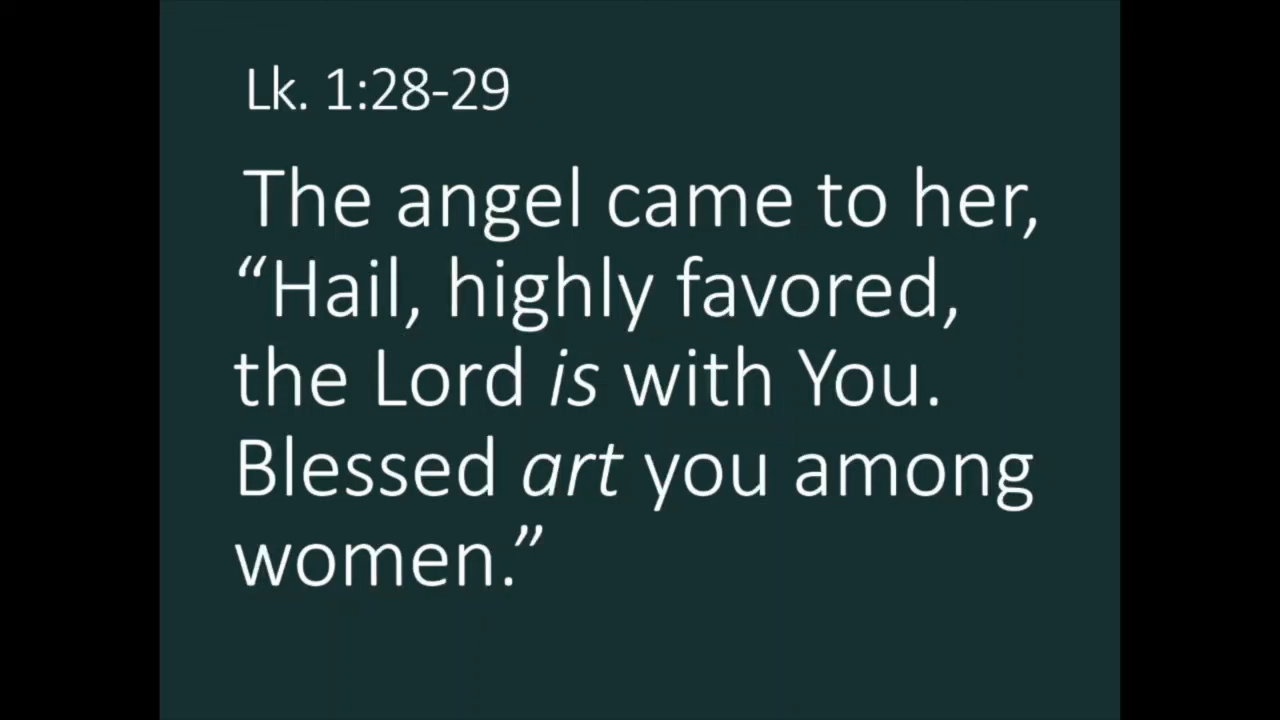 Lk. 1:28-29
The angel came to her,
“Hail, highly favored,
the Lord is with You.
Blessed art you among
women.”